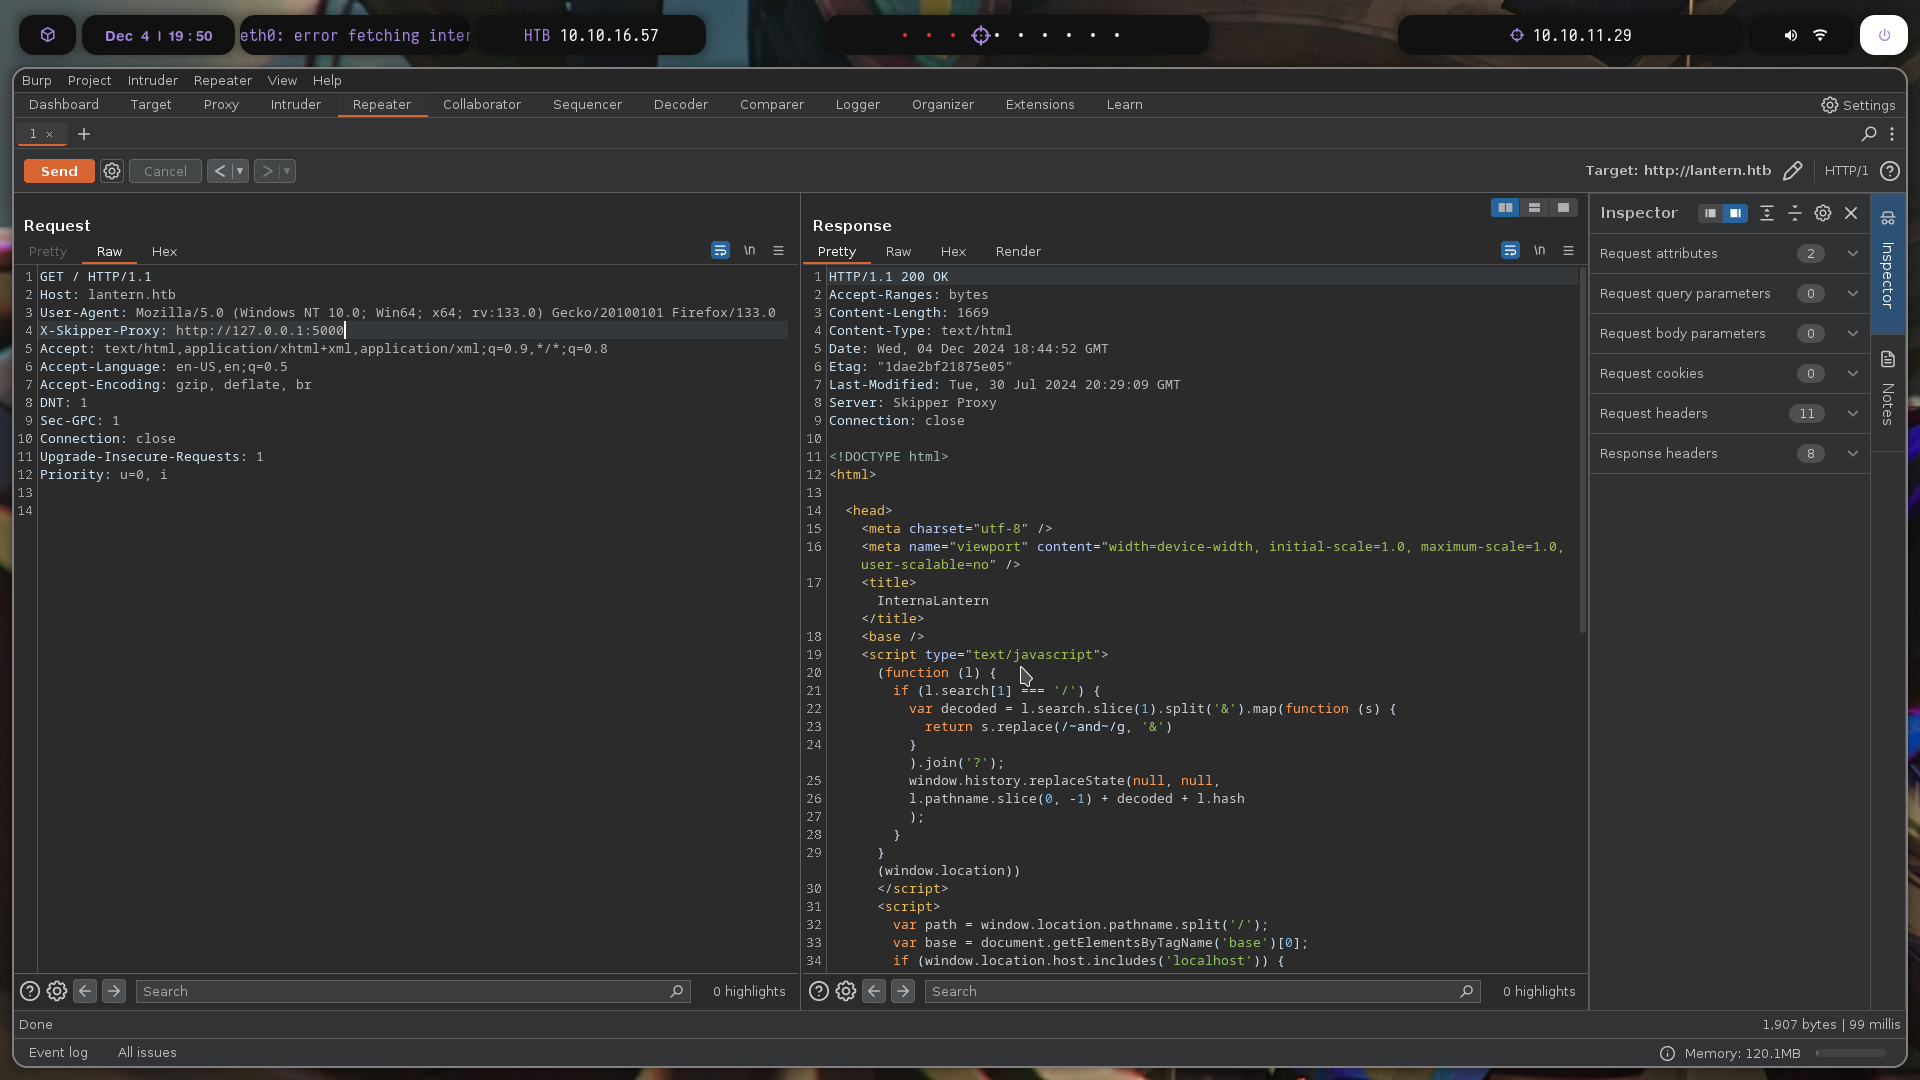 Dec 4 | 19:50
eth0: error fetching inter
HTB 10.10.16.57
10.10.11.29
Burp Project Intruder Repeater View Help
Dashboard Target Proxy Intruder Repeater Collaborator Sequencer Decoder Comparer Logger Organizer Extensions Learn Settings
1 × +
Send Cancel < > Target: http://lantern.htb HTTP/1
Request
Pretty Raw Hex \n
1 GET / HTTP/1.1
2 Host: lantern.htb
3 User-Agent: Mozilla/5.0 (Windows NT 10.0; Win64; x64; rv:133.0) Gecko/20100101 Firefox/133.0
4 X-Skipper-Proxy: http://127.0.0.1:5000
5 Accept: text/html,application/xhtml+xml,application/xml;q=0.9,*/*;q=0.8
6 Accept-Language: en-US,en;q=0.5
7 Accept-Encoding: gzip, deflate, br
8 DNT: 1
9 Sec-GPC: 1
10 Connection: close
11 Upgrade-Insecure-Requests: 1
12 Priority: u=0, i
13
14
Search 0 highlights
Response
Pretty Raw Hex Render \n
1 HTTP/1.1 200 OK
2 Accept-Ranges: bytes
3 Content-Length: 1669
4 Content-Type: text/html
5 Date: Wed, 04 Dec 2024 18:44:52 GMT
6 Etag: "1dae2bf21875e05"
7 Last-Modified: Tue, 30 Jul 2024 20:29:09 GMT
8 Server: Skipper Proxy
9 Connection: close
10
11 <!DOCTYPE html>
12 <html>
13
14 <head>
15 <meta charset="utf-8" />
16 <meta name="viewport" content="width=device-width, initial-scale=1.0, maximum-scale=1.0,
user-scalable=no" />
17 <title>
InternaLantern
</title>
18 <base />
19 <script type="text/javascript">
20 (function (l) {
21 if (l.search[1] === '/') {
22 var decoded = l.search.slice(1).split('&').map(function (s) {
23 return s.replace(/~and~/g, '&')
24 }
).join('?');
25 window.history.replaceState(null, null,
26 l.pathname.slice(0, -1) + decoded + l.hash
27 );
28 }
29 }
(window.location))
30 </script>
31 <script>
32 var path = window.location.pathname.split('/');
33 var base = document.getElementsByTagName('base')[0];
34 if (window.location.host.includes('localhost')) {
Search 0 highlights
Inspector
Request attributes 2
Request query parameters 0
Request body parameters 0
Request cookies 0
Request headers 11
Response headers 8
Inspector
Notes
Done 1,907 bytes | 99 millis
Event log All issues Memory: 120.1MB